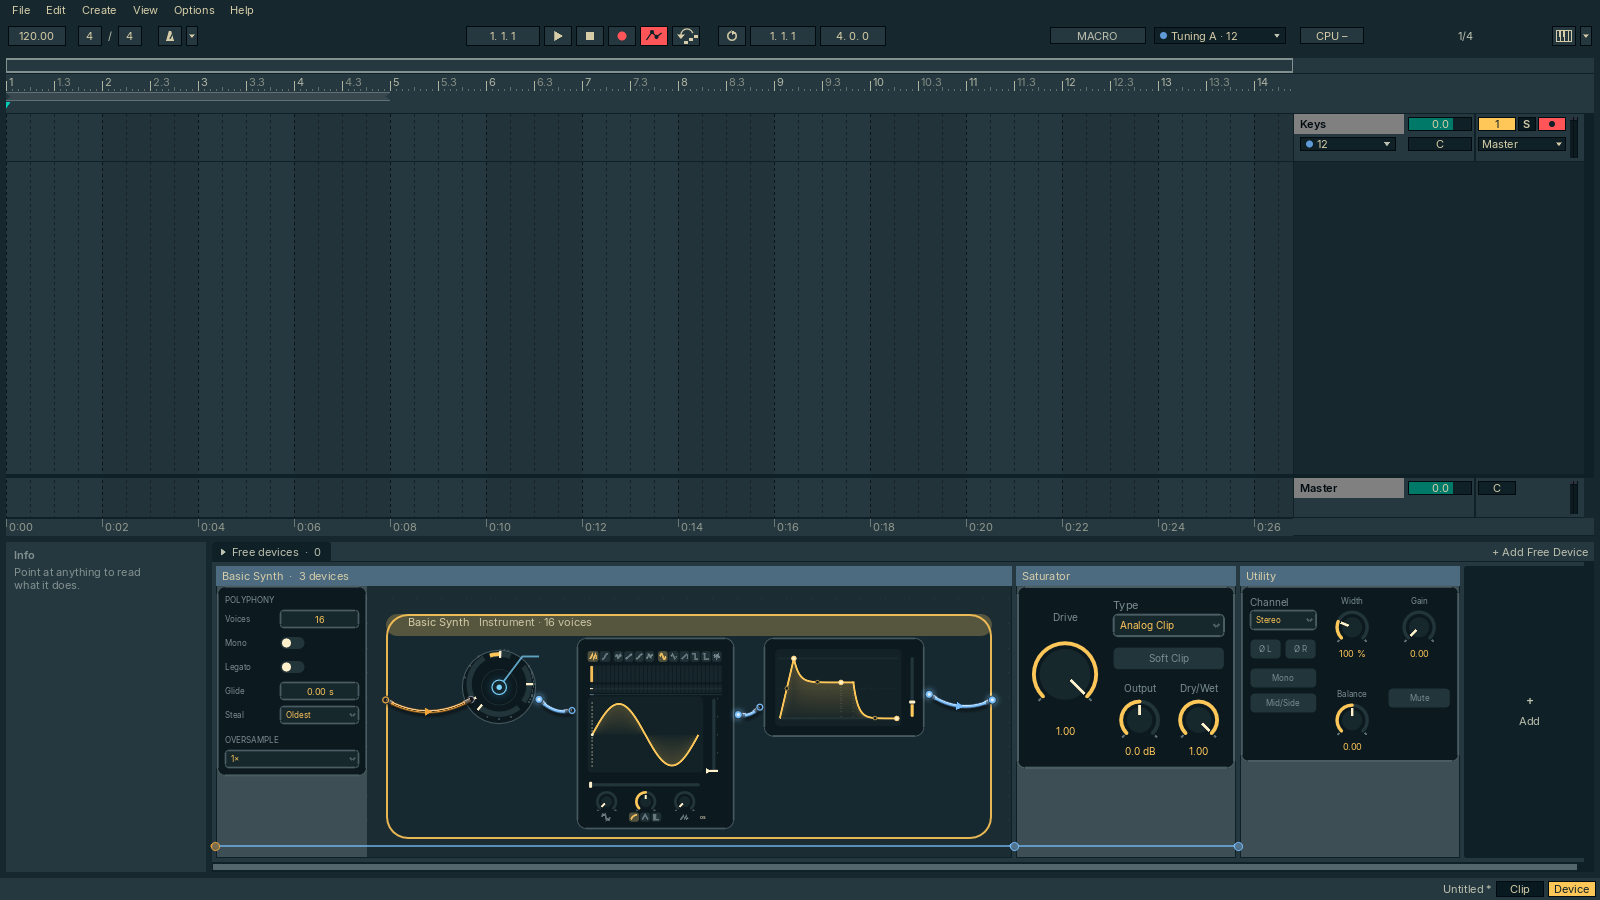 File Edit Create View Options Help
120.00 4 / 4 1. 1. 1 1. 1. 1 4. 0. 0 MACRO Tuning A · 12 CPU – 1/4
1 1.3 2 2.3 3 3.3 4 4.3 5 5.3 6 6.3 7 7.3 8 8.3 9 9.3 10 10.3 11 11.3 12 12.3 13 13.3 14
Keys 0.0 1 S
12 C Master
Master 0.0 C
0:00 0:02 0:04 0:06 0:08 0:10 0:12 0:14 0:16 0:18 0:20 0:22 0:24 0:26
Info
Point at anything to read
what it does.
Free devices · 0 + Add Free Device
Basic Synth · 3 devices
POLYPHONY
Voices 16
Mono
Legato
Glide 0.00 s
Steal Oldest
OVERSAMPLE
1×
Basic Synth Instrument · 16 voices
Saturator
Drive
1.00
Type
Analog Clip
Soft Clip
Output Dry/Wet
0.0 dB 1.00
Utility
Channel
Stereo
Ø L Ø R
Mono
Mid/Side
Width Gain
100 % 0.00
Balance
0.00
Mute
+
Add
Untitled * Clip Device